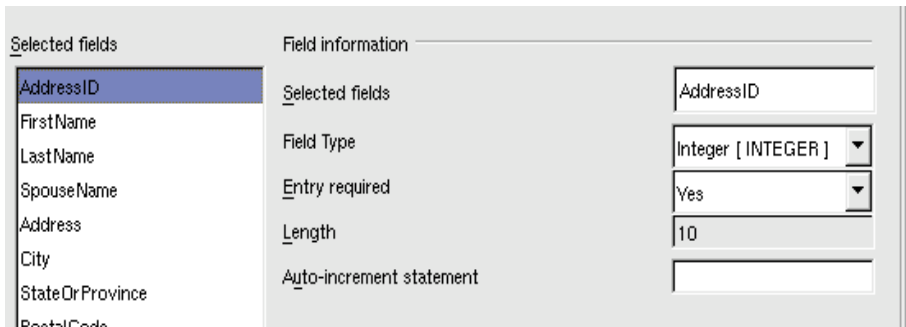 Selected fields
AddressID
FirstName
LastName
SpouseName
Address
City
StateOrProvince
PostalCode
Field information
Selected fields AddressID
Field Type Integer [ INTEGER ]
Entry required Yes
Length 10
Auto-increment statement